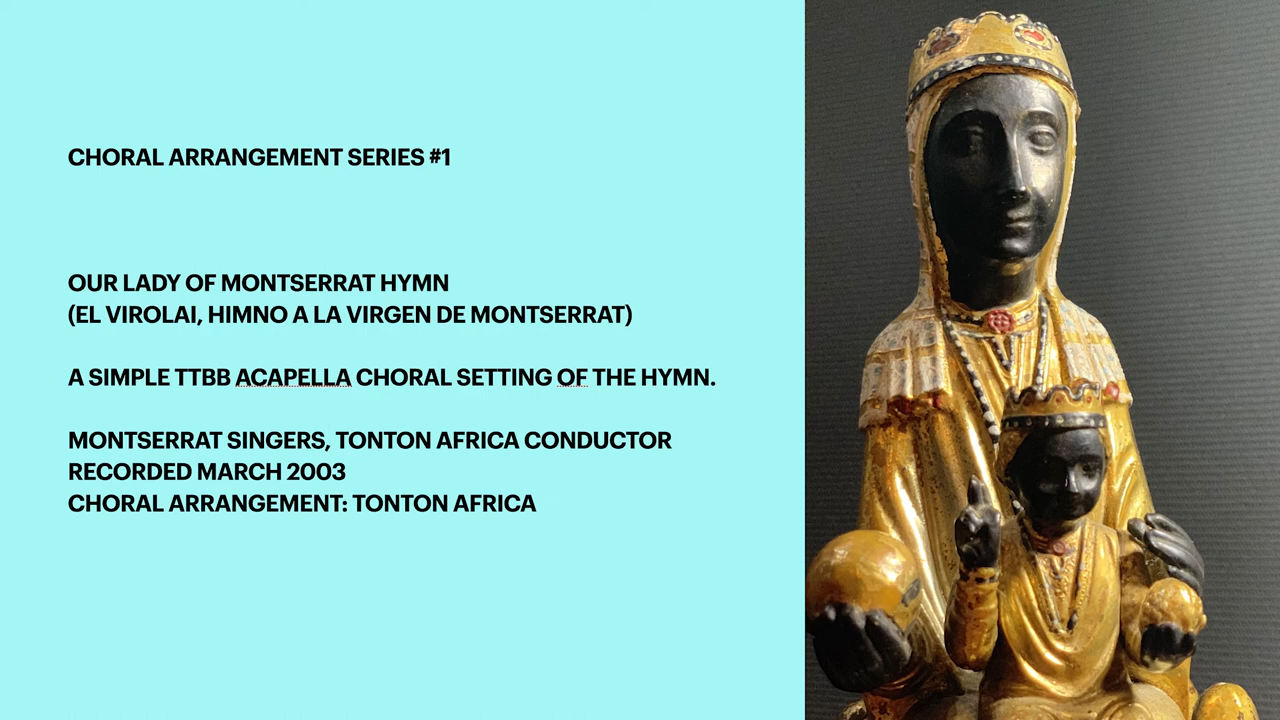 CHORAL ARRANGEMENT SERIES #1
OUR LADY OF MONTSERRAT HYMN
(EL VIROLAI, HIMNO A LA VIRGEN DE MONTSERRAT)
A SIMPLE TTBB ACAPELLA CHORAL SETTING OF THE HYMN.
MONTSERRAT SINGERS, TONTON AFRICA CONDUCTOR
RECORDED MARCH 2003
CHORAL ARRANGEMENT: TONTON AFRICA